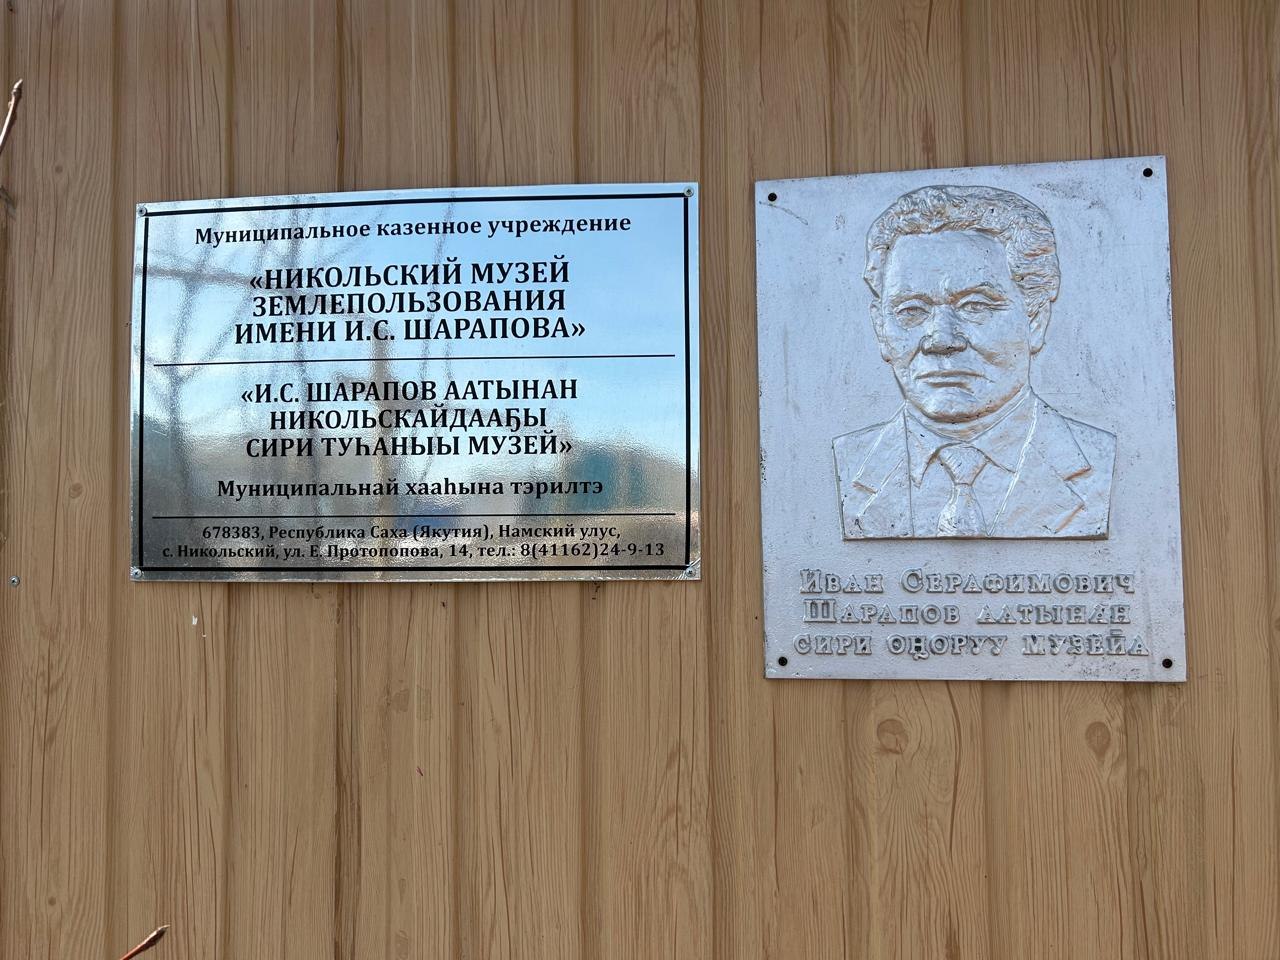 Муниципальное казенное учреждение
«НИКОЛЬСКИЙ МУЗЕЙ
ЗЕМЛЕПОЛЬЗОВАНИЯ
ИМЕНИ И.С. ШАРАПОВА»
«И.С. ШАРАПОВ ААТЫНАН
НИКОЛЬСКАЙДААҔЫ
СИРИ ТУҺАНЫЫ МУЗЕЙ»
Муниципальнай хааһына тэрилтэ
678383, Республика Саха (Якутия), Намский улус,
с. Никольский, ул. Е. Протопопова, 14, тел.: 8(41162)24-9-13
Иван Серафимович
Шарапов аатынан
сири оҥоруу музейа